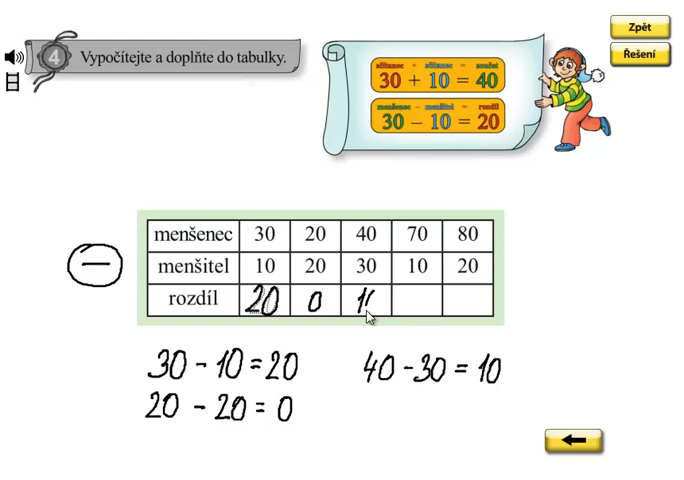 Zpět
Řešení
4 Vypočítejte a doplňte do tabulky.
sčítanec + sčítanec = součet
30 + 10 = 40
menšenec - menšitel = rozdíl
30 - 10 = 20
menšenec 30 20 40 70 80
menšitel 10 20 30 10 20
rozdíl 20 0
30 - 10 = 20
40 - 30 = 10
20 - 20 = 0